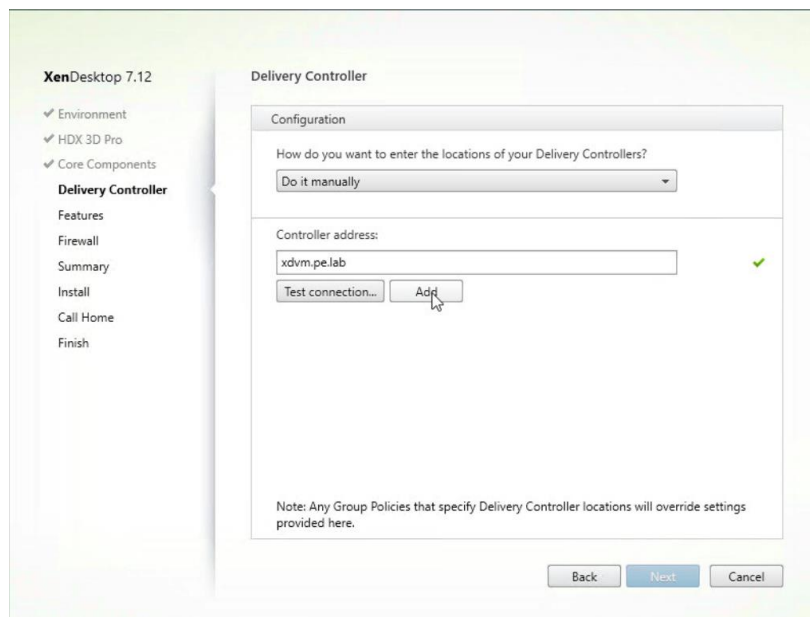 XenDesktop 7.12
Environment
HDX 3D Pro
Core Components
Delivery Controller
Features
Firewall
Summary
Install
Call Home
Finish
Delivery Controller
Configuration
How do you want to enter the locations of your Delivery Controllers?
Do it manually
Controller address:
xdvm.pe.lab
Test connection... Add
Note: Any Group Policies that specify Delivery Controller locations will override settings
provided here.
Back Next Cancel